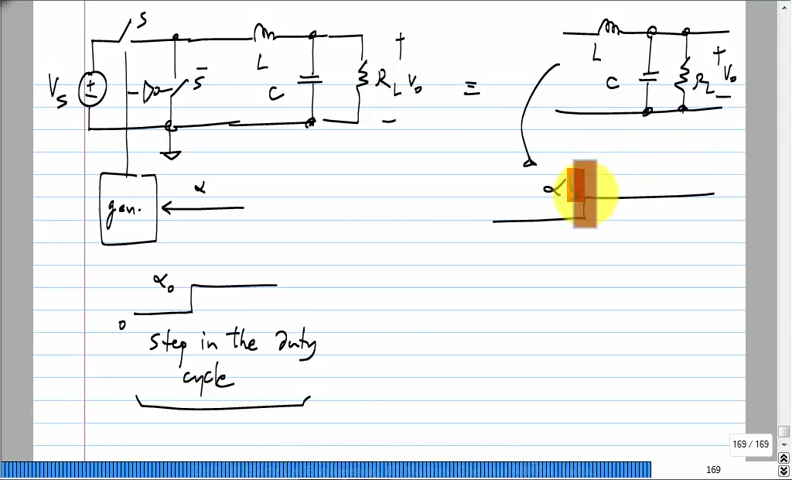 S
S̅
L
C
R_L
V_o
+
−
V_s
≡
L
C
R_L
V_o
+
−
gen.
α
α
α_o
0
step in the duty
cycle
169 / 169
169